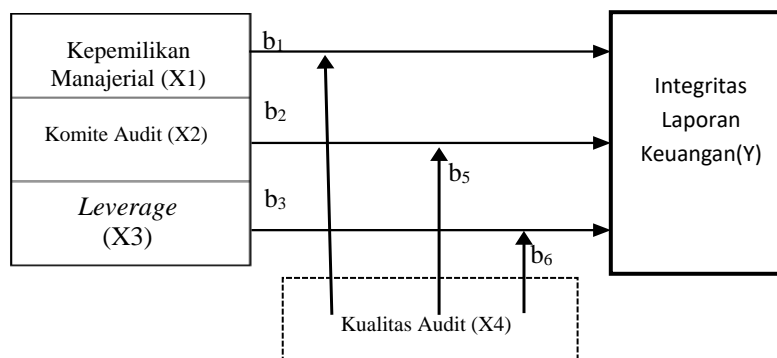 Kepemilikan
Manajerial (X1)
Komite Audit (X2)
Leverage
(X3)
b₁
b₂
b₅
b₃
b₆
Integritas
Laporan
Keuangan(Y)
Kualitas Audit (X4)